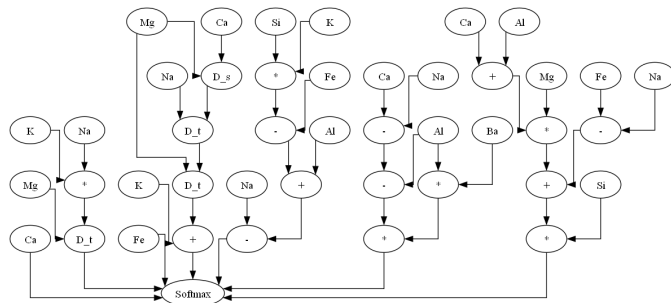 Mg Ca Si K Ca Al
Na D_s * Fe Ca Na + Mg Fe Na
K Na D_t - Al - Al Ba * -
Mg * K D_t Na + - * + Si
Ca D_t Fe + - * *
Softmax